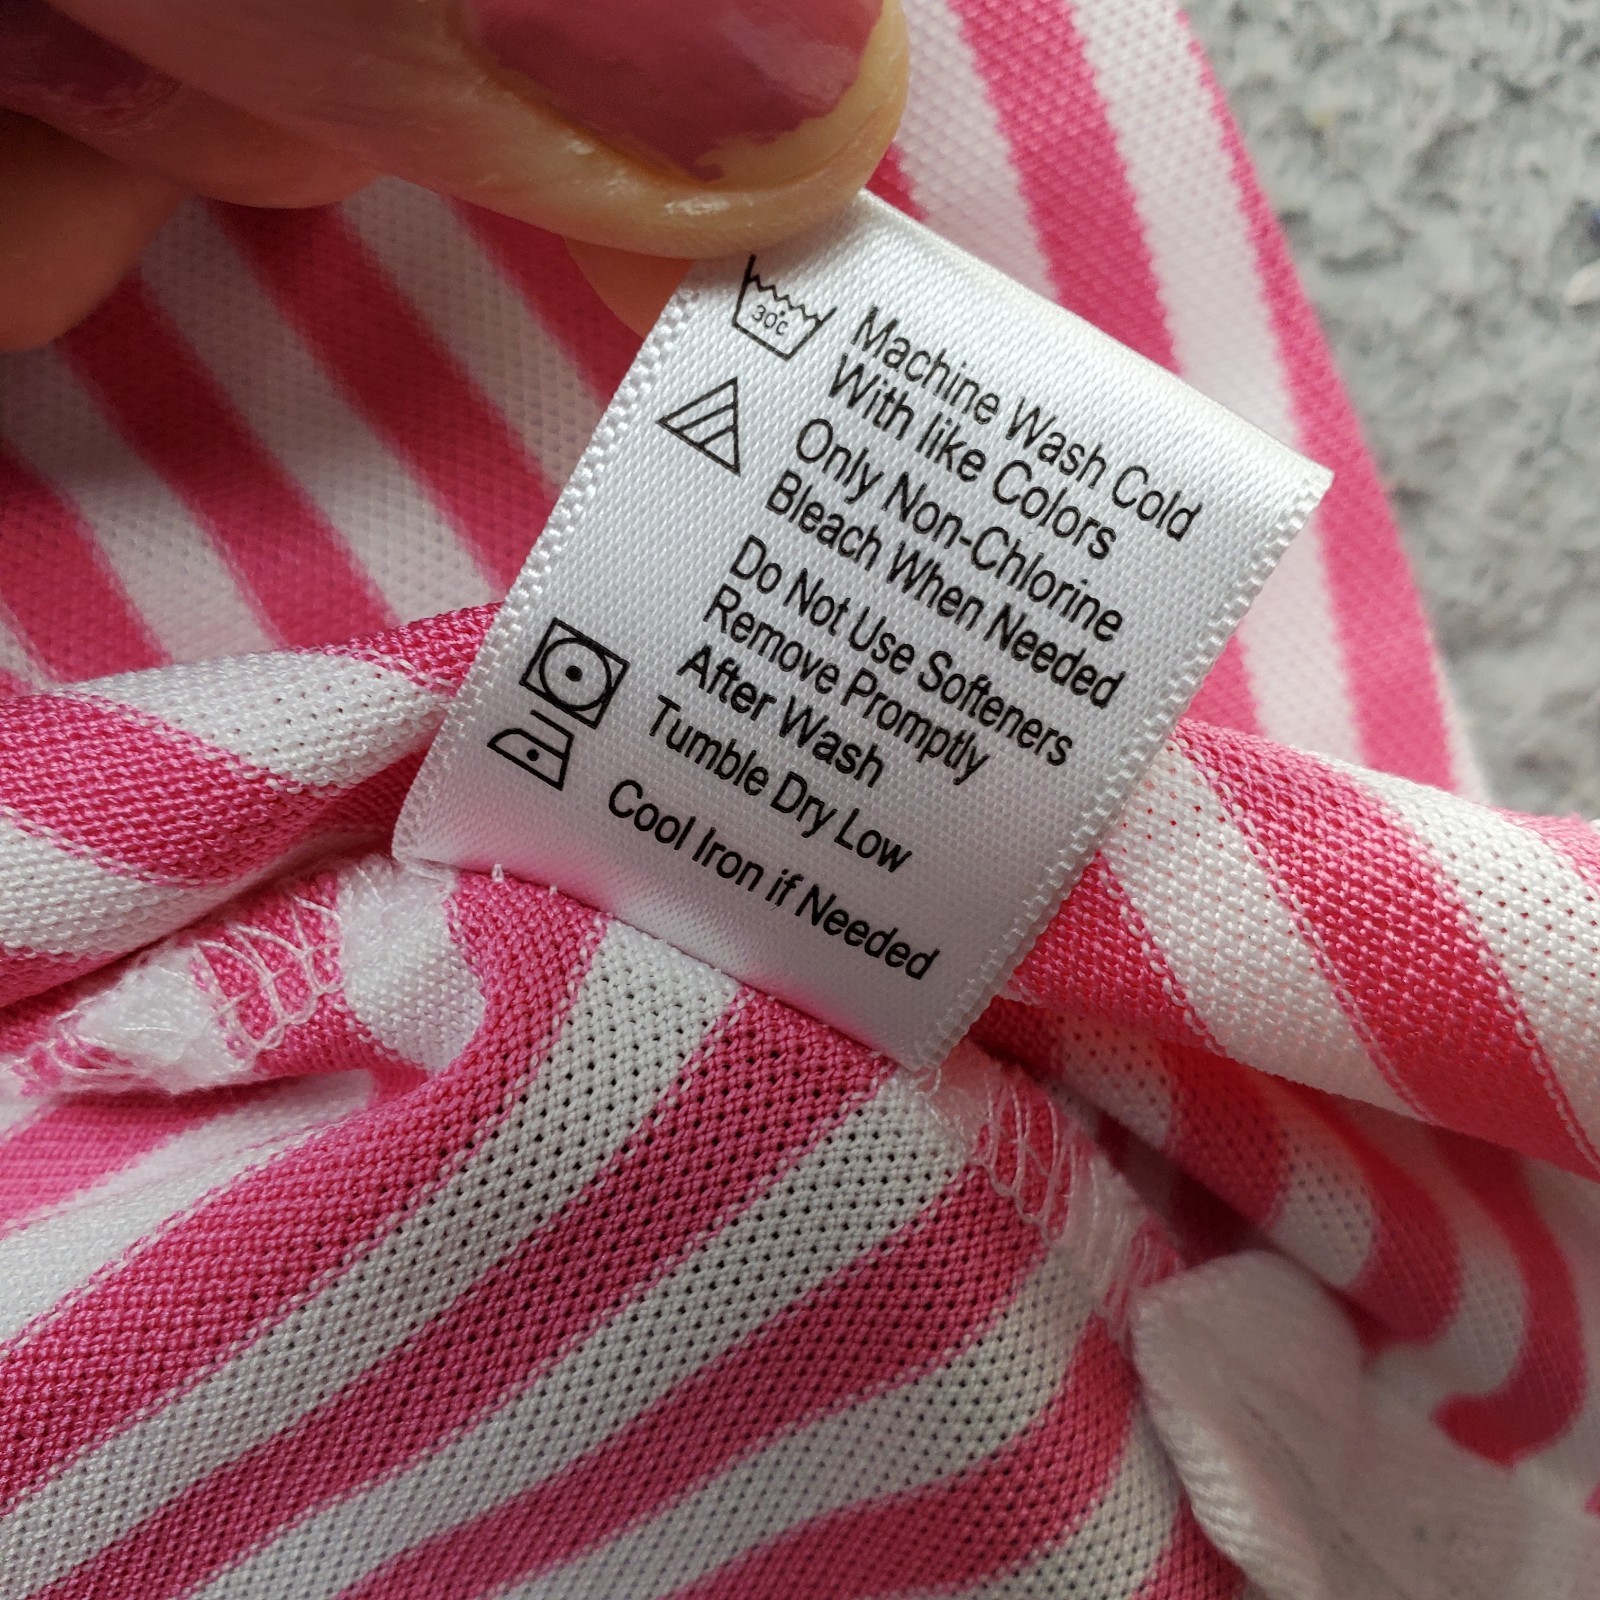 30°C
Machine Wash Cold
With like Colors
Only Non-Chlorine
Bleach When Needed
Do Not Use Softeners
Remove Promptly
After Wash
Tumble Dry Low
Cool Iron if Needed